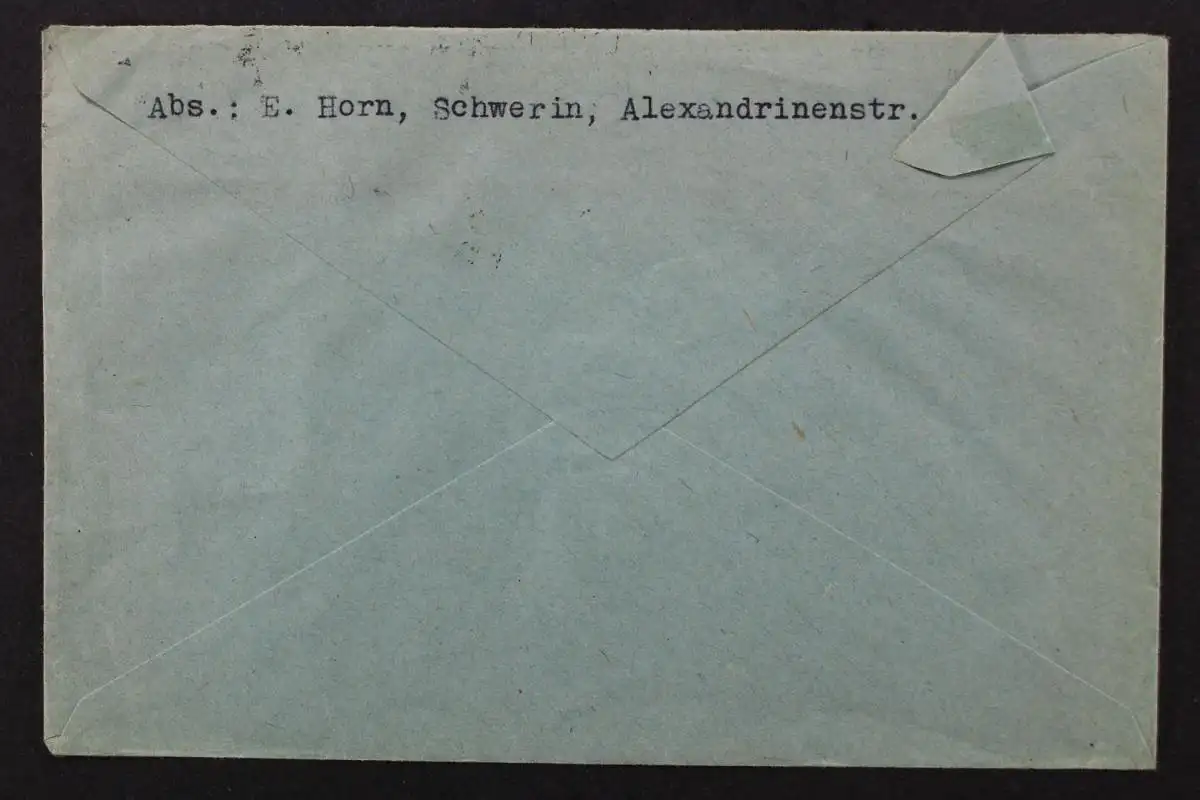 Abs.: E. Horn, Schwerin, Alexandrinenstr.